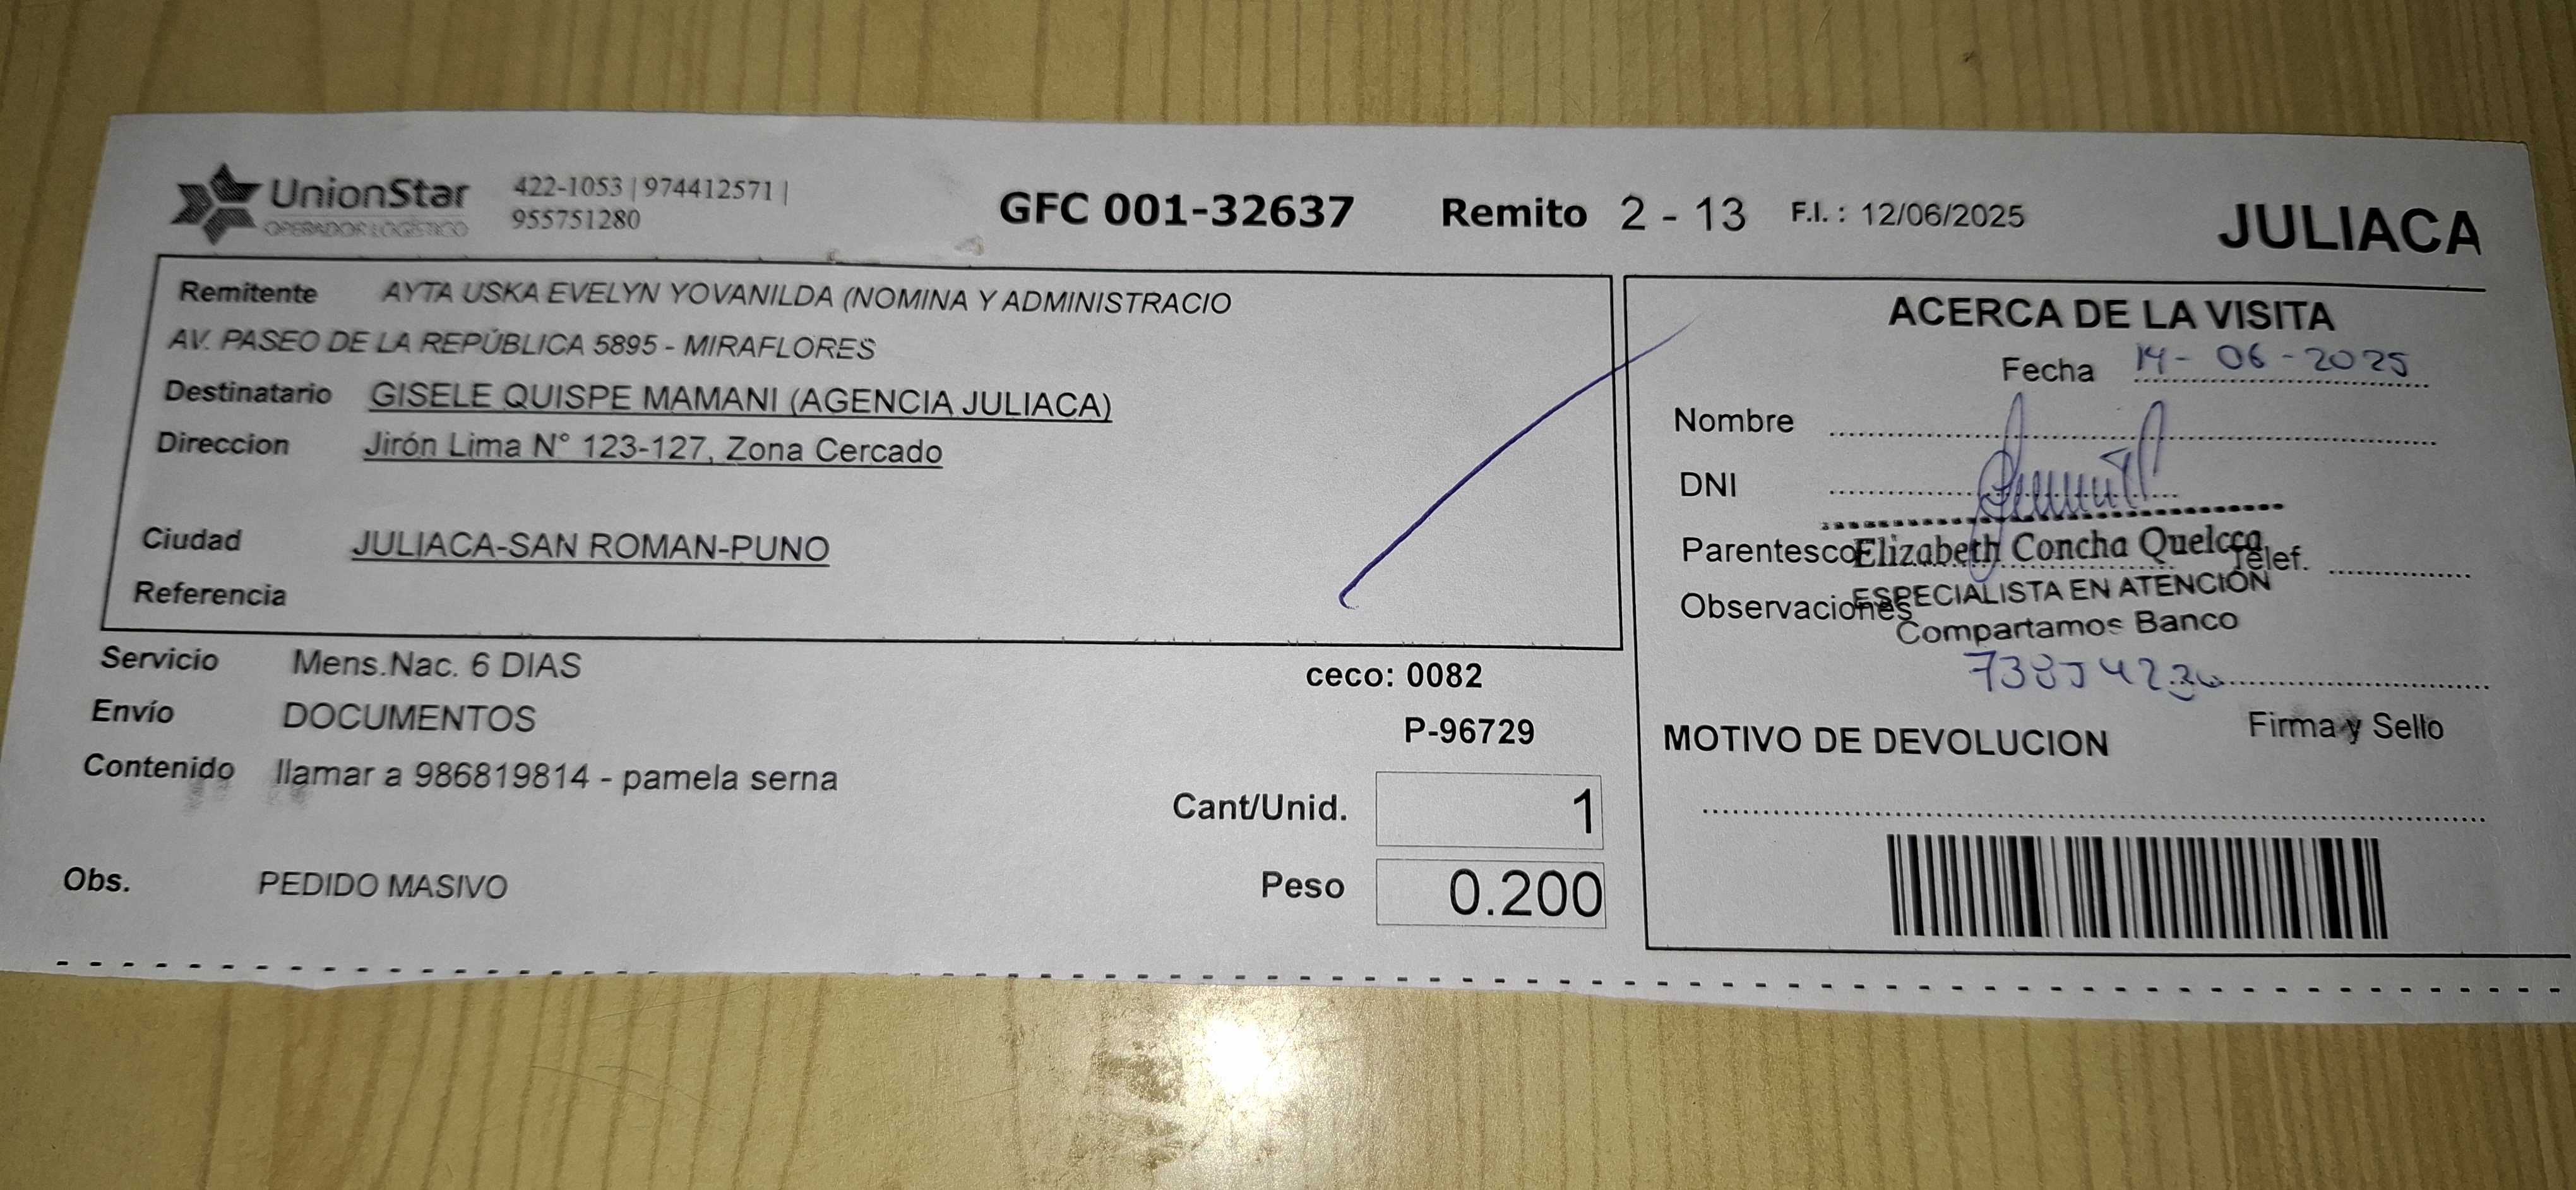 UnionStar
OPERADOR LOGÍSTICO
422-1053 | 974412571 |
955751280
GFC 001-32637 Remito 2 - 13 F.I. : 12/06/2025 JULIACA
Remitente AYTA USKA EVELYN YOVANILDA (NOMINA Y ADMINISTRACIO
AV. PASEO DE LA REPÚBLICA 5895 - MIRAFLORES
Destinatario GISELE QUISPE MAMANI (AGENCIA JULIACA)
Direccion Jirón Lima N° 123-127, Zona Cercado
Ciudad JULIACA-SAN ROMAN-PUNO
Referencia
Servicio Mens.Nac. 6 DIAS
ceco: 0082
Envío DOCUMENTOS
P-96729
Contenido llamar a 986819814 - pamela serna
Cant/Unid. 1
Obs. PEDIDO MASIVO
Peso 0.200
ACERCA DE LA VISITA
Fecha 14-06-2025
Nombre
DNI
Parentesco Elizabeth Concha Quelcca Telef.
Observaciones ESPECIALISTA EN ATENCIÓN
Compartamos Banco
Firma y Sello
MOTIVO DE DEVOLUCION